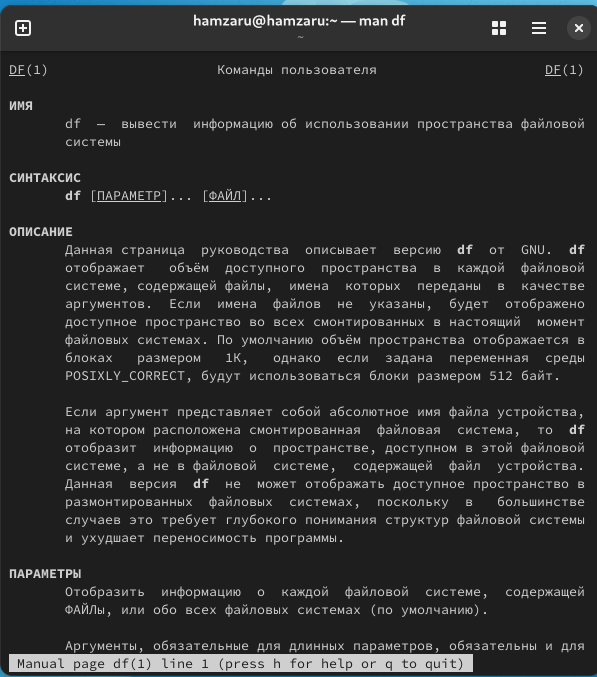 hamzaru@hamzaru:~ — man df
~
DF(1) Команды пользователя DF(1)
ИМЯ
df — вывести информацию об использовании пространства файловой
системы
СИНТАКСИС
df [ПАРАМЕТР]... [ФАЙЛ]...
ОПИСАНИЕ
Данная страница руководства описывает версию df от GNU. df
отображает объём доступного пространства в каждой файловой
системе, содержащей файлы, имена которых переданы в качестве
аргументов. Если имена файлов не указаны, будет отображено
доступное пространство во всех смонтированных в настоящий момент
файловых системах. По умолчанию объём пространства отображается в
блоках размером 1K, однако если задана переменная среды
POSIXLY_CORRECT, будут использоваться блоки размером 512 байт.
Если аргумент представляет собой абсолютное имя файла устройства,
на котором расположена смонтированная файловая система, то df
отобразит информацию о пространстве, доступном в этой файловой
системе, а не в файловой системе, содержащей файл устройства.
Данная версия df не может отображать доступное пространство в
размонтированных файловых системах, поскольку в большинстве
случаев это требует глубокого понимания структур файловой системы
и ухудшает переносимость программы.
ПАРАМЕТРЫ
Отобразить информацию о каждой файловой системе, содержащей
ФАЙЛы, или обо всех файловых системах (по умолчанию).
Аргументы, обязательные для длинных параметров, обязательны и для
Manual page df(1) line 1 (press h for help or q to quit)